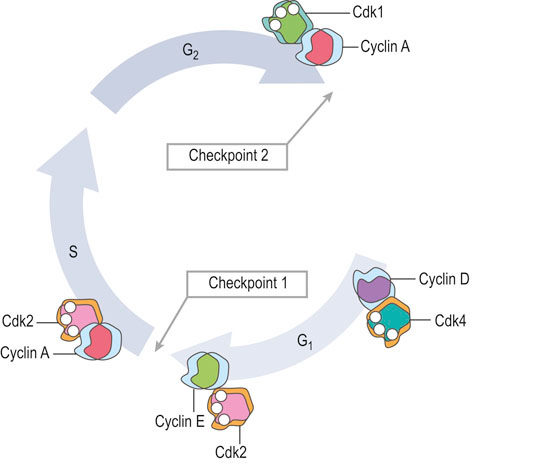 Cdk1
G2
Cyclin A
Checkpoint 2
S
Checkpoint 1
Cyclin D
Cdk2
Cdk4
G1
Cyclin A
Cyclin E
Cdk2